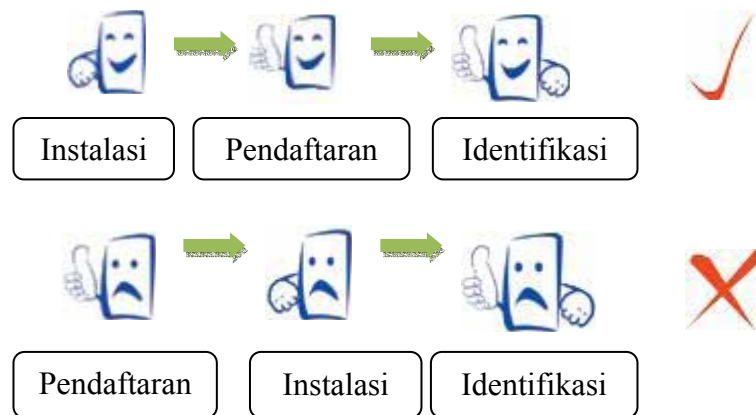 Instalasi
Pendaftaran
Identifikasi
Pendaftaran
Instalasi
Identifikasi